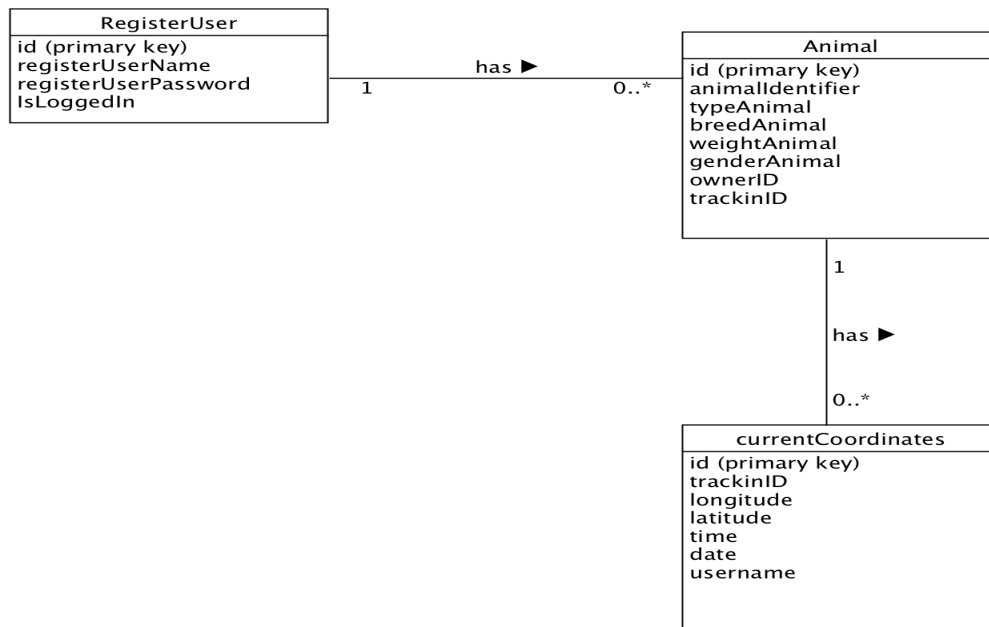 RegisterUser
id (primary key)
registerUserName
registerUserPassword
IsLoggedIn
has ►
1
0..*
Animal
id (primary key)
animalIdentifier
typeAnimal
breedAnimal
weightAnimal
genderAnimal
ownerID
trackinID
1
has ►
0..*
currentCoordinates
id (primary key)
trackinID
longitude
latitude
time
date
username